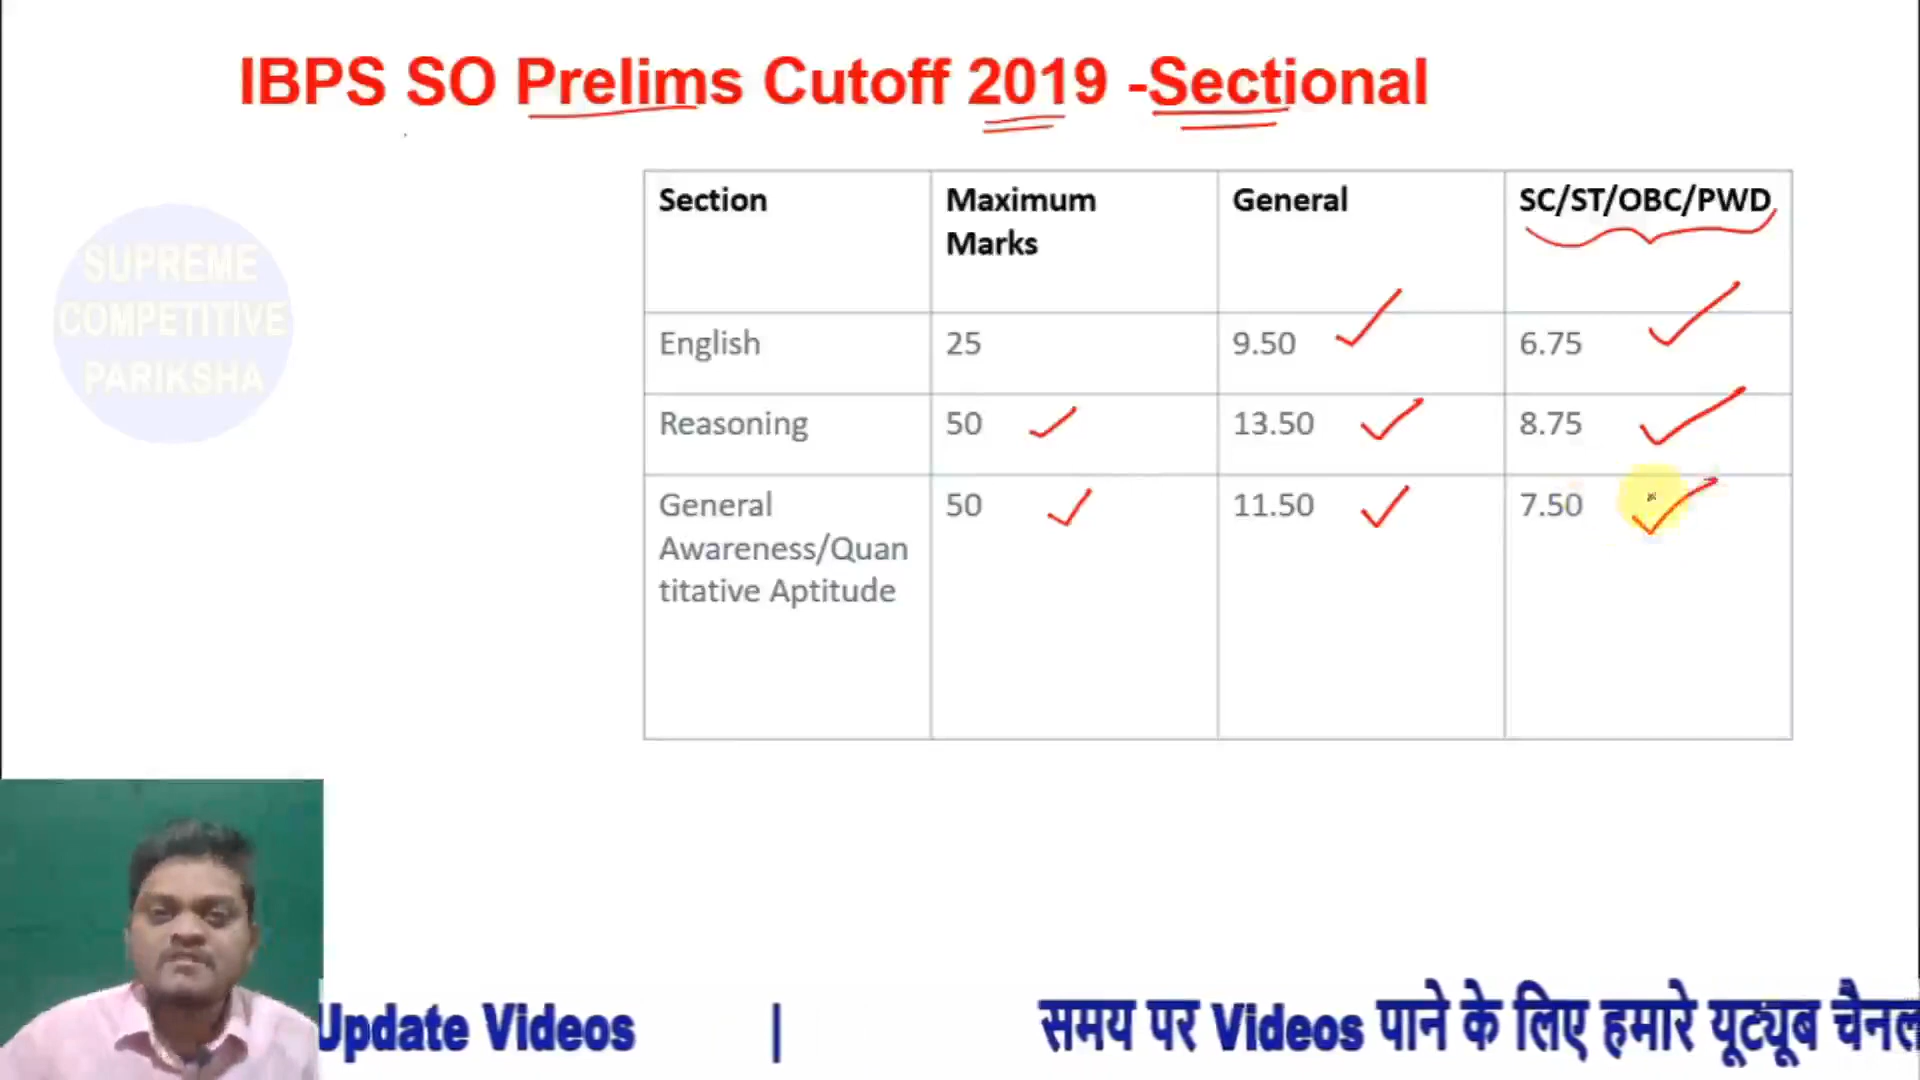 IBPS SO Prelims Cutoff 2019 -Sectional
SUPREME
COMPETITIVE
PARIKSHA
Section
Maximum
Marks
General
SC/ST/OBC/PWD
English
25
9.50
6.75
Reasoning
50
13.50
8.75
General
Awareness/Quan
titative Aptitude
50
11.50
7.50
Update Videos | समय पर Videos पाने के लिए हमारे यूट्यूब चैनल